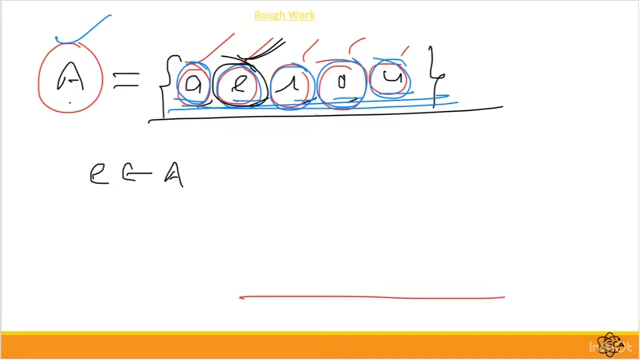 Rough Work
A = {a e i o u}
e ∈ A